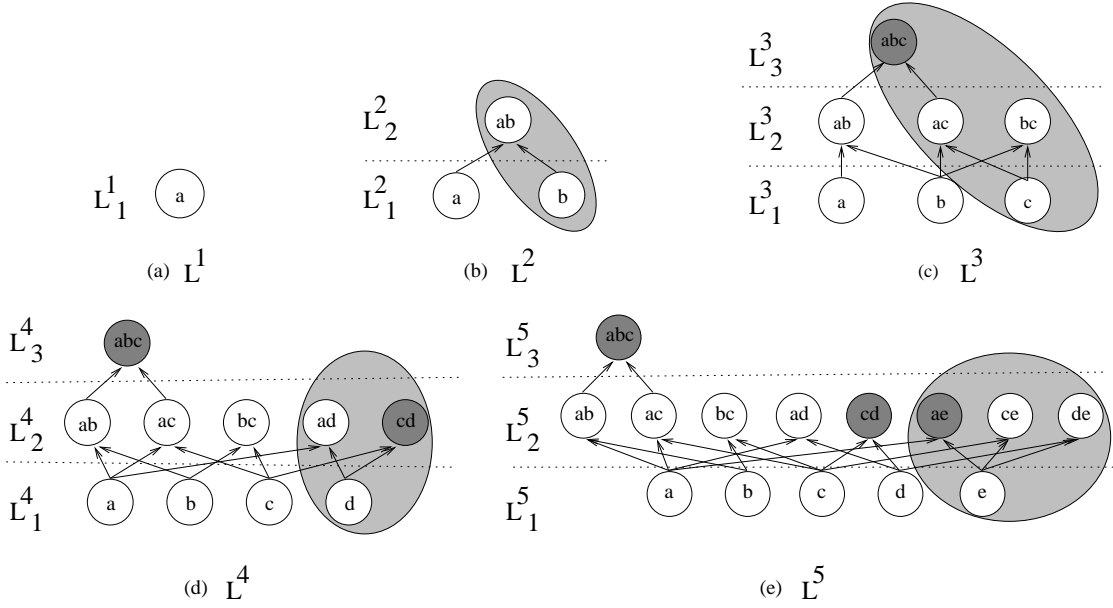 L^3_3 abc
L^2_2 ab
L^3_2 ab ac bc
L^1_1 a
L^2_1 a b
L^3_1 a b c
(a) L^1
(b) L^2
(c) L^3
L^4_3 abc
L^4_2 ab ac bc ad cd
L^4_1 a b c d
(d) L^4
L^5_3 abc
L^5_2 ab ac bc ad cd ae ce de
L^5_1 a b c d e
(e) L^5